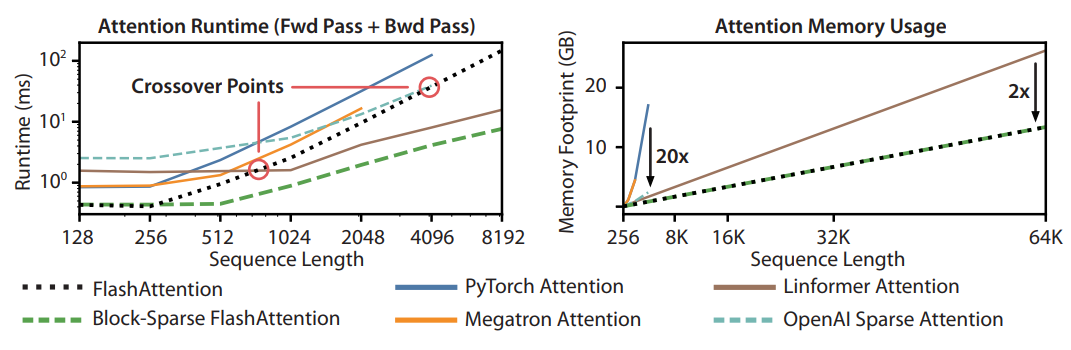 Attention Runtime (Fwd Pass + Bwd Pass)
Runtime (ms)
10²
10¹
10⁰
Crossover Points
128 256 512 1024 2048 4096 8192
Sequence Length
Attention Memory Usage
Memory Footprint (GB)
20
10
20x
2x
256 8K 16K 32K 64K
Sequence Length
FlashAttention
PyTorch Attention
Linformer Attention
Block-Sparse FlashAttention
Megatron Attention
OpenAI Sparse Attention